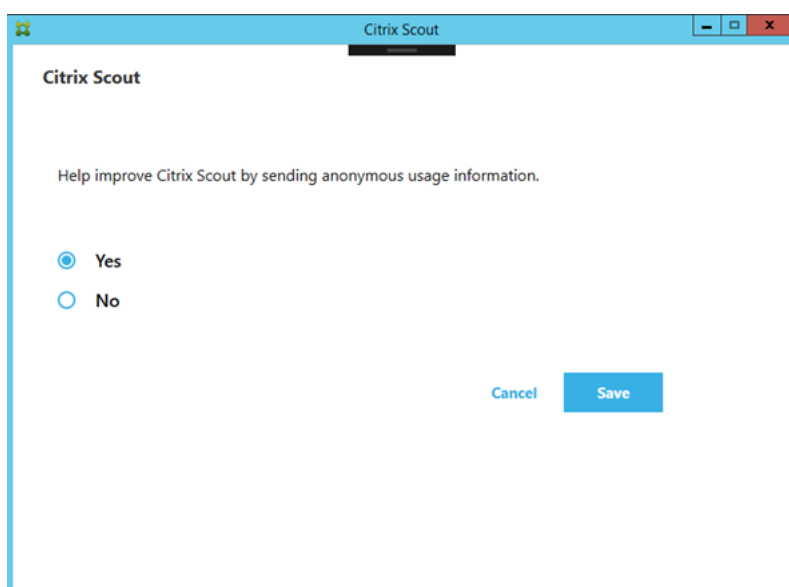 Citrix Scout
Citrix Scout
Help improve Citrix Scout by sending anonymous usage information.
Yes
No
Cancel Save